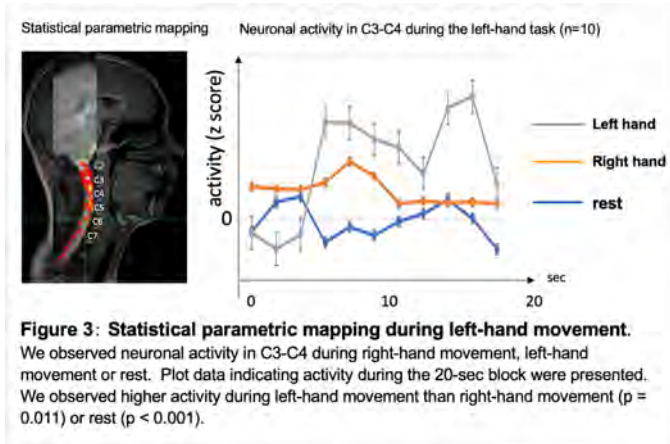 Statistical parametric mapping
Neuronal activity in C3-C4 during the left-hand task (n=10)
C2
C3
C4
C5
C6
C7
activity (z score)
0
Left hand
Right hand
rest
sec
0
10
20
Figure 3: Statistical parametric mapping during left-hand movement.
We observed neuronal activity in C3-C4 during right-hand movement, left-hand
movement or rest. Plot data indicating activity during the 20-sec block were presented.
We observed higher activity during left-hand movement than right-hand movement (p =
0.011) or rest (p < 0.001).